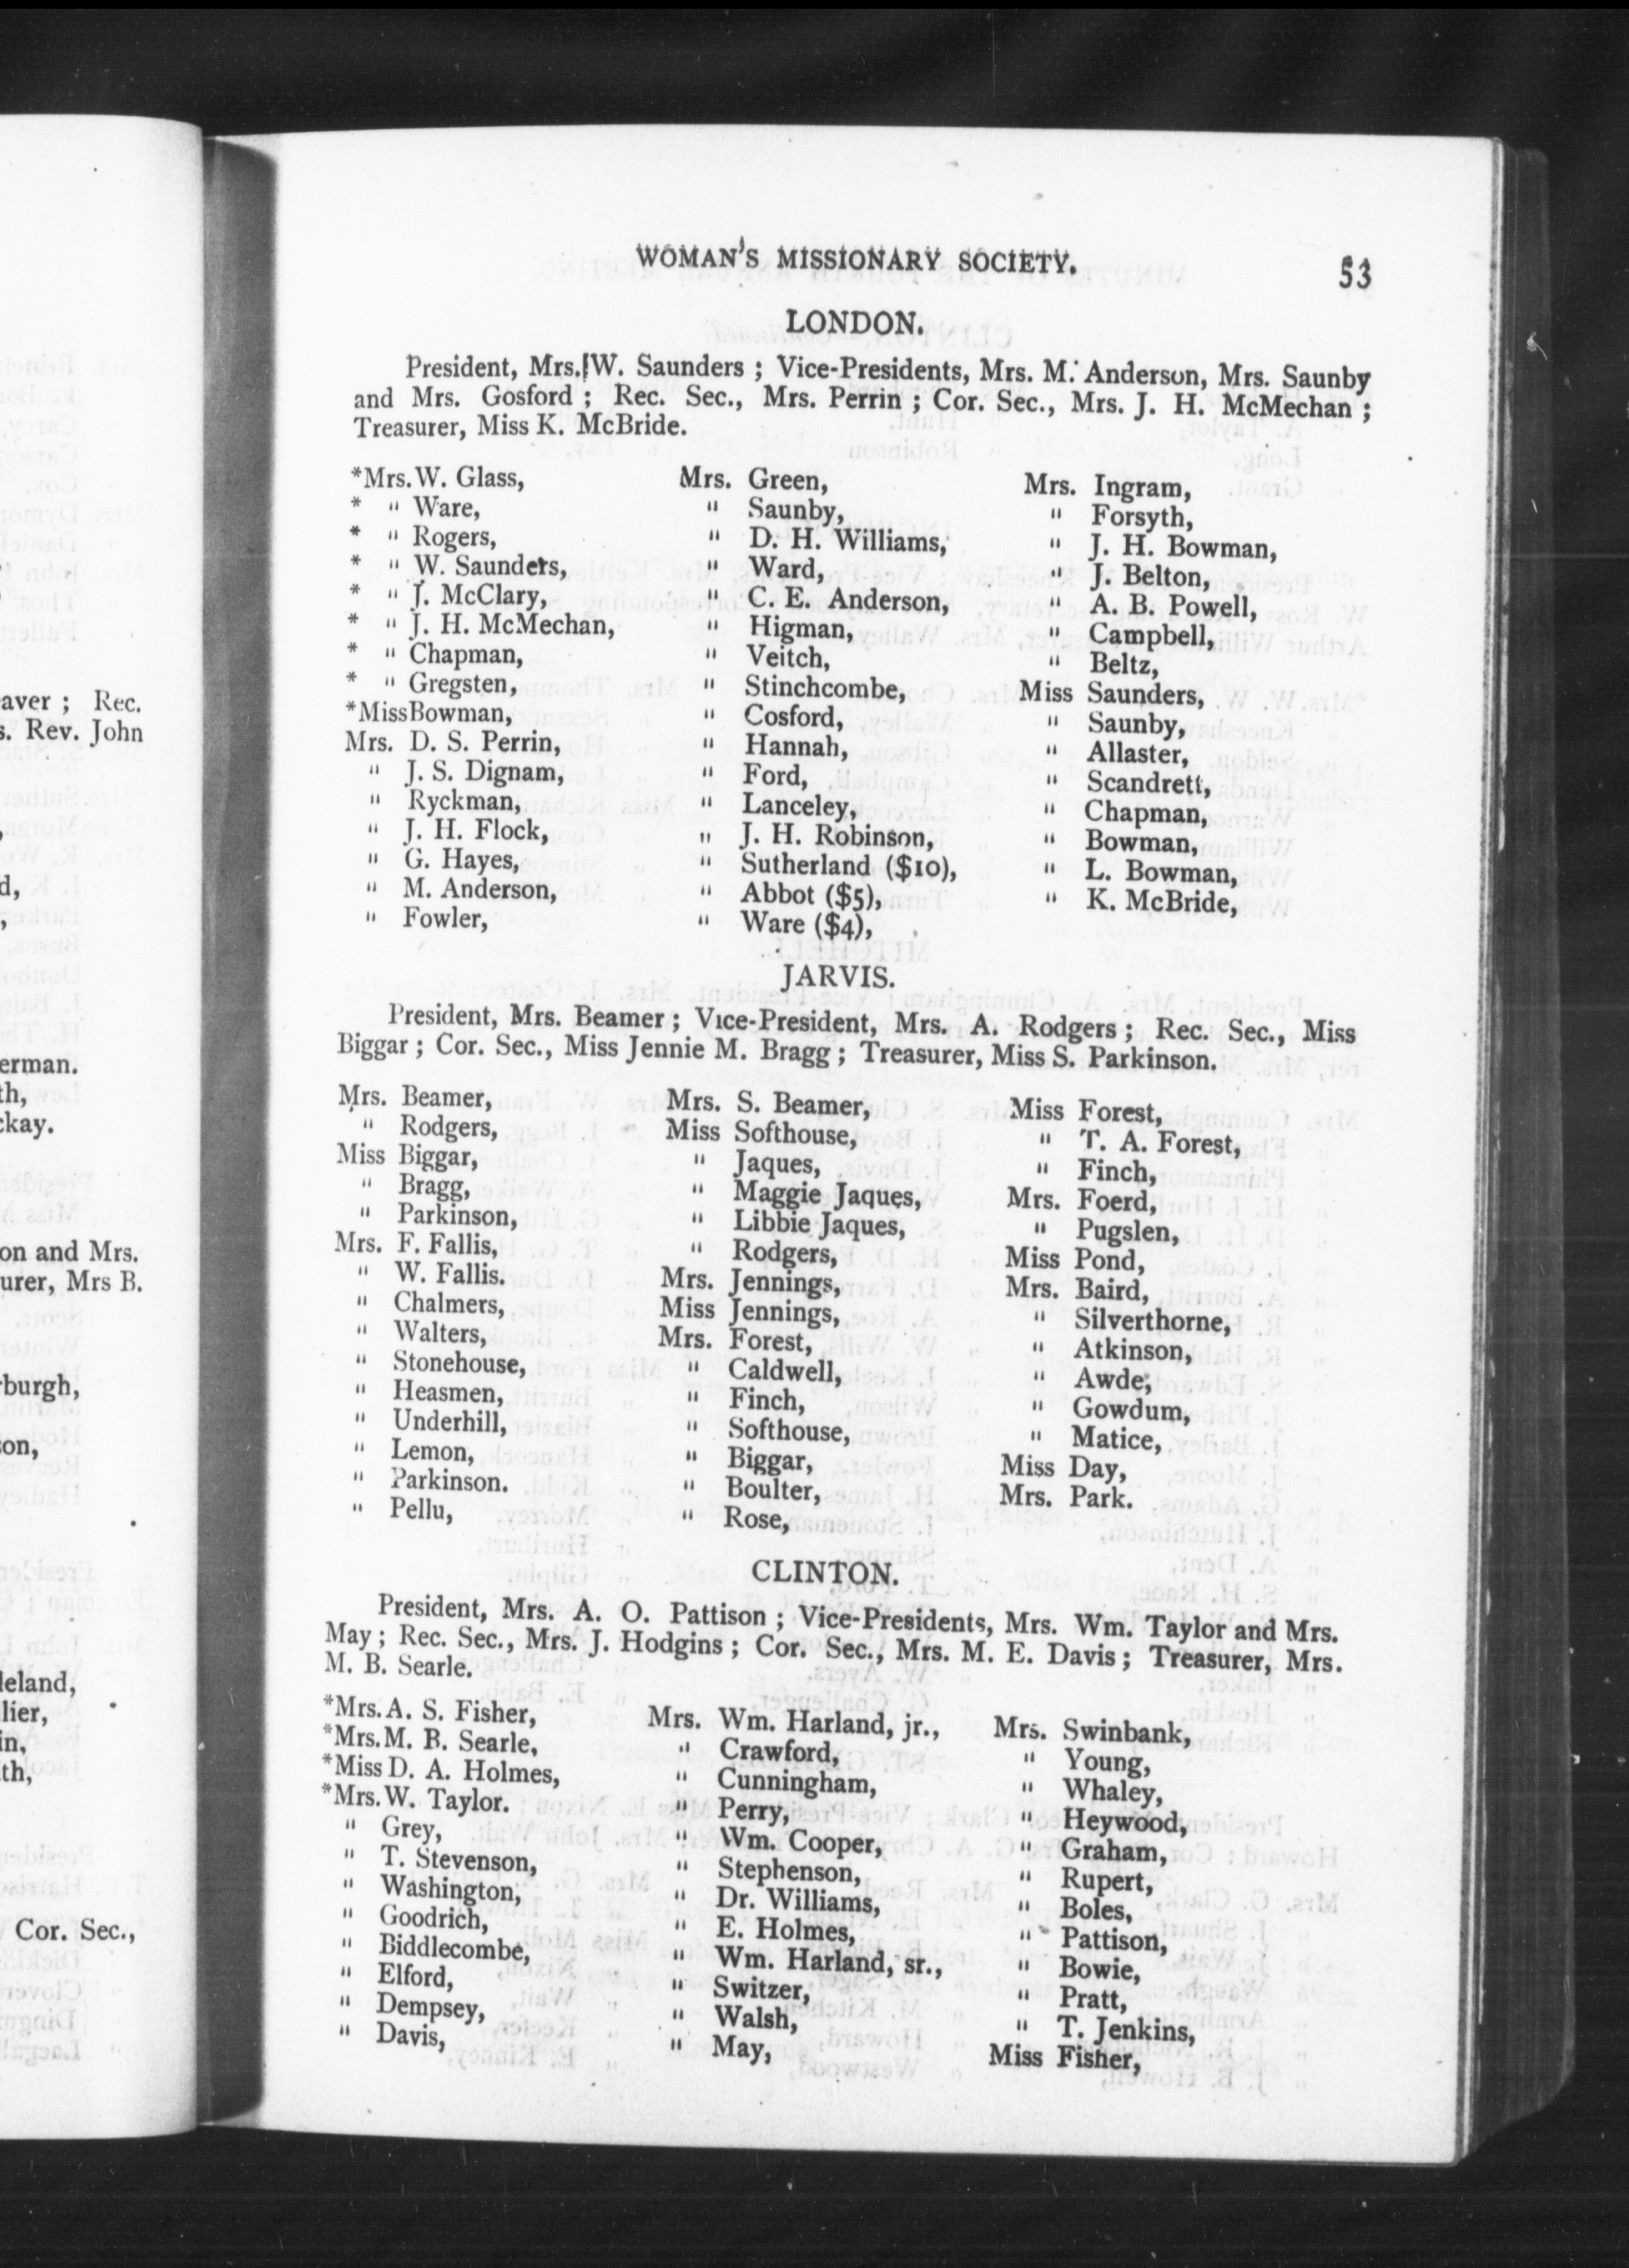 WOMAN'S MISSIONARY SOCIETY. 53
LONDON.
President, Mrs. W. Saunders ; Vice-Presidents, Mrs. M. Anderson, Mrs. Saunby
and Mrs. Gosford ; Rec. Sec., Mrs. Perrin ; Cor. Sec., Mrs. J. H. McMechan ;
Treasurer, Miss K. McBride.
*Mrs. W. Glass,
* " Ware,
* " Rogers,
* " W. Saunders,
* " J. McClary,
* " J. H. McMechan,
* " Chapman,
* " Gregsten,
*Miss Bowman,
Mrs. D. S. Perrin,
" J. S. Dignam,
" Ryckman,
" J. H. Flock,
" G. Hayes,
" M. Anderson,
" Fowler,
Mrs. Green,
" Saunby,
" D. H. Williams,
" Ward,
" C. E. Anderson,
" Higman,
" Veitch,
" Stinchcombe,
" Cosford,
" Hannah,
" Ford,
" Lanceley,
" J. H. Robinson,
" Sutherland ($10),
" Abbot ($5),
" Ware ($4),
Mrs. Ingram,
" Forsyth,
" J. H. Bowman,
" J. Belton,
" A. B. Powell,
" Campbell,
" Beltz,
Miss Saunders,
" Saunby,
" Allaster,
" Scandrett,
" Chapman,
" Bowman,
" L. Bowman,
" K. McBride,
JARVIS.
President, Mrs. Beamer ; Vice-President, Mrs. A. Rodgers ; Rec. Sec., Miss
Biggar ; Cor. Sec., Miss Jennie M. Bragg ; Treasurer, Miss S. Parkinson.
Mrs. Beamer,
" Rodgers,
Miss Biggar,
" Bragg,
" Parkinson,
Mrs. F. Fallis,
" W. Fallis.
" Chalmers,
" Walters,
" Stonehouse,
" Heasmen,
" Underhill,
" Lemon,
" Parkinson.
" Pellu,
Mrs. S. Beamer,
Miss Softhouse,
" Jaques,
" Maggie Jaques,
" Libbie Jaques,
" Rodgers,
Mrs. Jennings,
Miss Jennings,
Mrs. Forest,
" Caldwell,
" Finch,
" Softhouse,
" Biggar,
" Boulter,
" Rose,
Miss Forest,
" T. A. Forest,
" Finch,
Mrs. Foerd,
" Pugslen,
Miss Pond,
Mrs. Baird,
" Silverthorne,
" Atkinson,
" Awde,
" Gowdum,
" Matice,
Miss Day,
Mrs. Park.
CLINTON.
President, Mrs. A. O. Pattison ; Vice-Presidents, Mrs. Wm. Taylor and Mrs.
May ; Rec. Sec., Mrs. J. Hodgins ; Cor. Sec., Mrs. M. E. Davis ; Treasurer, Mrs.
M. B. Searle.
*Mrs. A. S. Fisher,
*Mrs. M. B. Searle,
*Miss D. A. Holmes,
*Mrs. W. Taylor.
" Grey,
" T. Stevenson,
" Washington,
" Goodrich,
" Biddlecombe,
" Elford,
" Dempsey,
" Davis,
Mrs. Wm. Harland, jr.,
" Crawford,
" Cunningham,
" Perry,
" Wm. Cooper,
" Stephenson,
" Dr. Williams,
" E. Holmes,
" Wm. Harland, sr.,
" Switzer,
" Walsh,
" May,
Mrs. Swinbank,
" Young,
" Whaley,
" Heywood,
" Graham,
" Rupert,
" Boles,
" Pattison,
" Bowie,
" Pratt,
" T. Jenkins,
Miss Fisher,